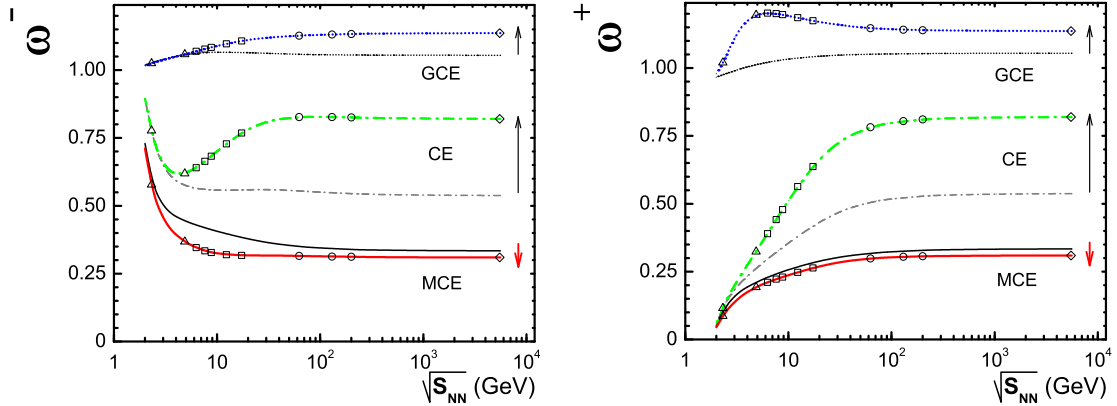 ω⁻
1.00
0.75
0.50
0.25
0
1 10 10² 10³ 10⁴
√S_NN (GeV)
GCE
CE
MCE
ω⁺
1.00
0.75
0.50
0.25
0
1 10 10² 10³ 10⁴
√S_NN (GeV)
GCE
CE
MCE